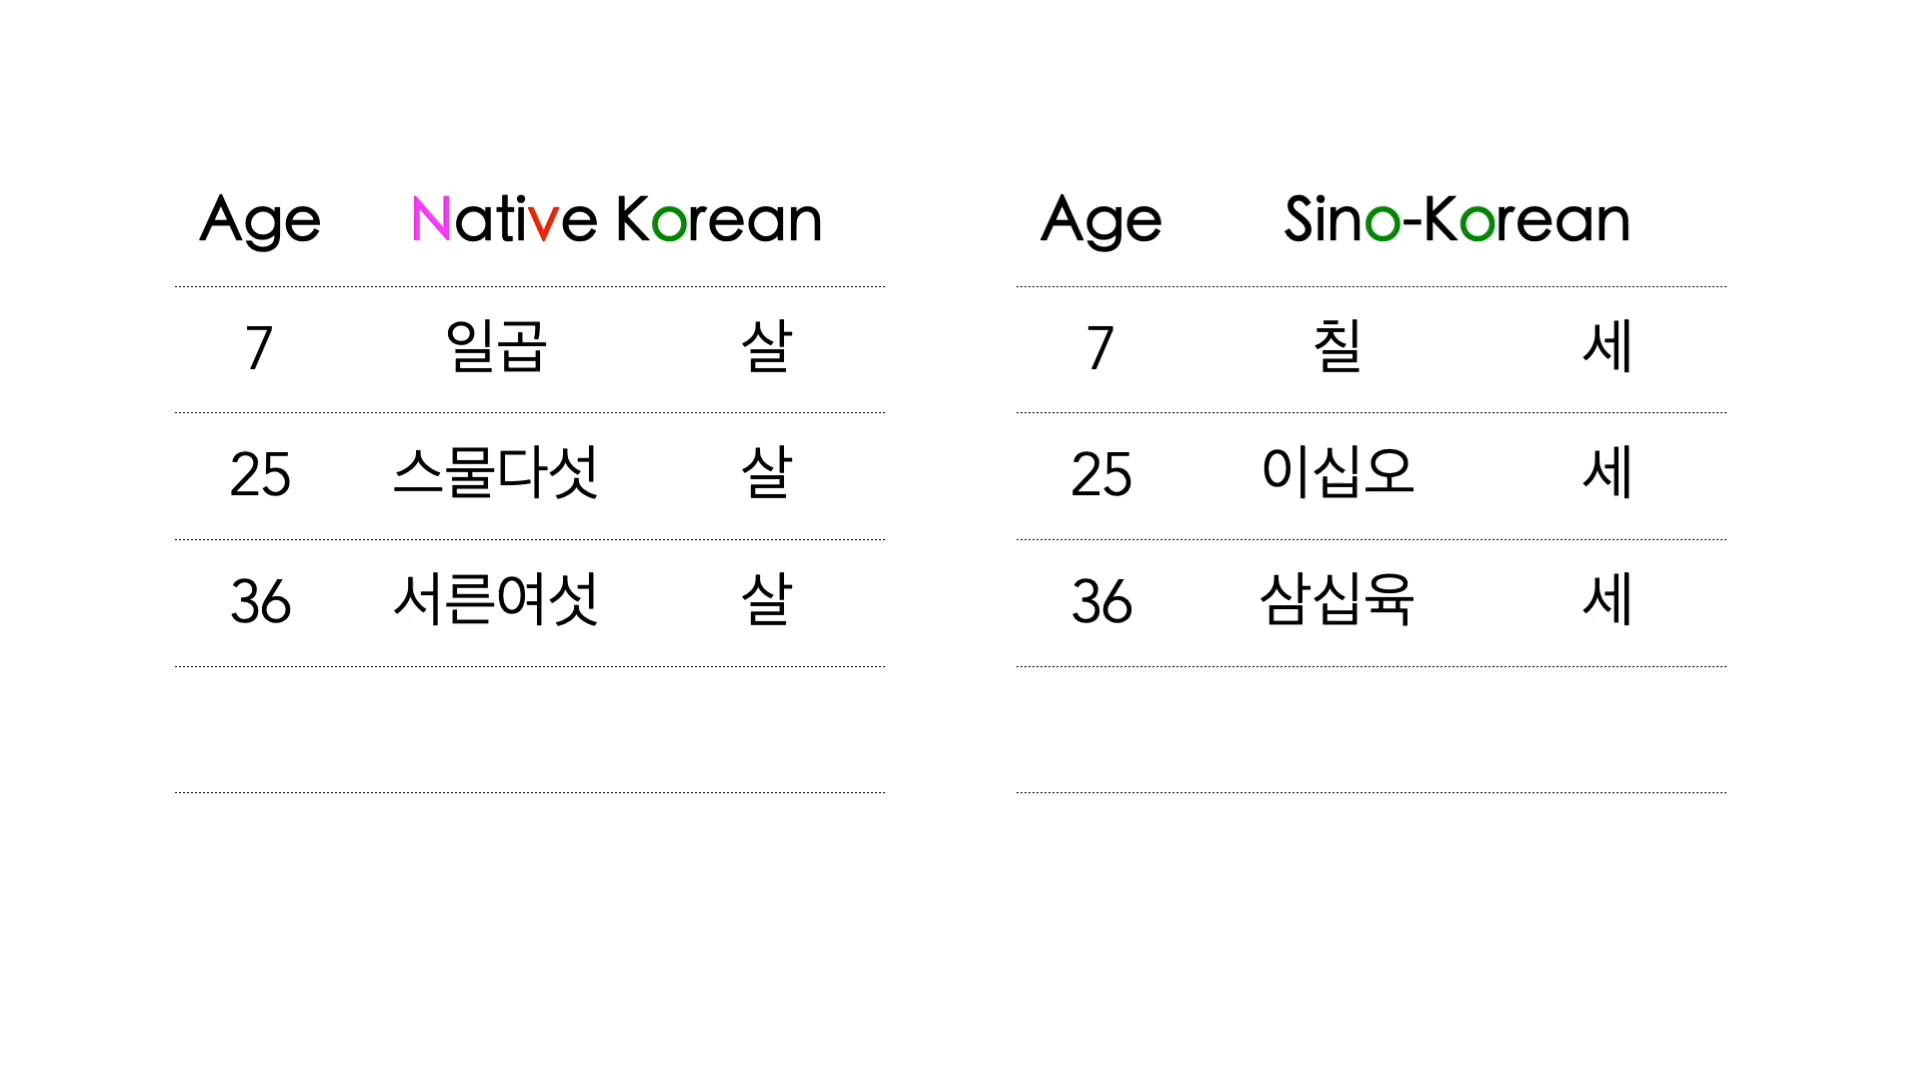 Age Native Korean
7 일곱 살
25 스물다섯 살
36 서른여섯 살
Age Sino-Korean
7 칠 세
25 이십오 세
36 삼십육 세